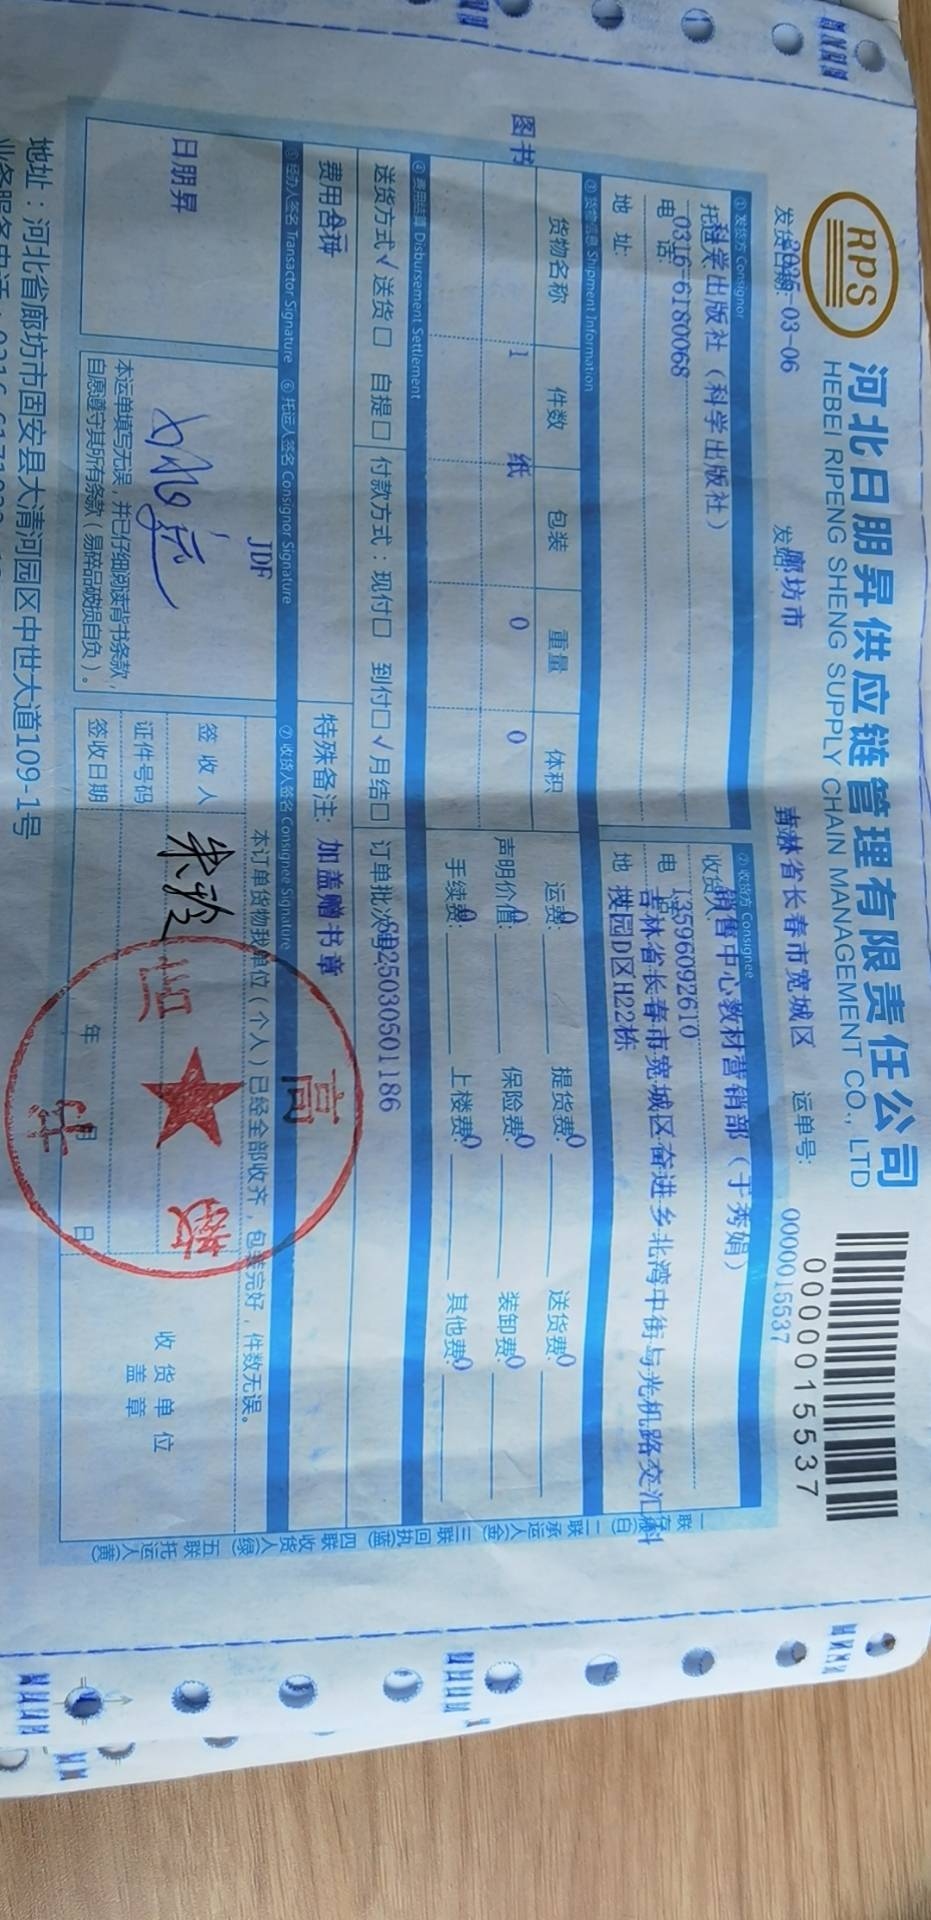 RPS
河北日朋昇供应链管理有限责任公司
HEBEI RIPENG SHENG SUPPLY CHAIN MANAGEMENT CO., LTD
0000015537
发货日期: 2025-03-06
廊坊市
吉林省长春市宽城区
运单号: 0000015537
① 发货方 Consignor
科学出版社（科学出版社）
电话: 0316-6180068
地 址:
② 收货方 Consignee
销售中心教材营销部（于秀娟）
13596092610
吉林省长春市宽城区奋进乡北湾中街与光机路交汇
园D区H22栋
③ 货物信息 Shipment Information
货物名称 件数 包装 重量 体积
图书 1 纸 0 0
运费: 0 提货费: 0 送货费: 0
声明价值: 0 保险费: 0 装卸费: 0
手续费: 0 上楼费: 0 其他费: 0
④ 费用结算 Disbursement Settlement
送货方式√ 送货□ 自提□ 付款方式：现付□ 到付□√ 月结□
订单批次号: SD250305501186
费用合计
特殊备注: 加盖赠书章
⑤ 经办人签名 Transactor Signature
⑥ 托运人签名 Consignor Signature
⑦ 收货人签名 Consignee Signature
日朋昇
JDF
本运单填写无误，并已仔细阅读背书条款，
自愿遵守其所有条款（易碎品破损自负）。
本订单货物我单位（个人）已经全部收齐，包装完好，件数无误。
签 收 人
证件号码
签收日期
年 月 日
收 货 单 位
盖 章
一联 存根(白)
二联 承运人(金)
三联 回执(蓝)
四联 收货人(绿)
五联 托运人(黄)
地址：河北省廊坊市固安县大清河园区中世大道109-1号